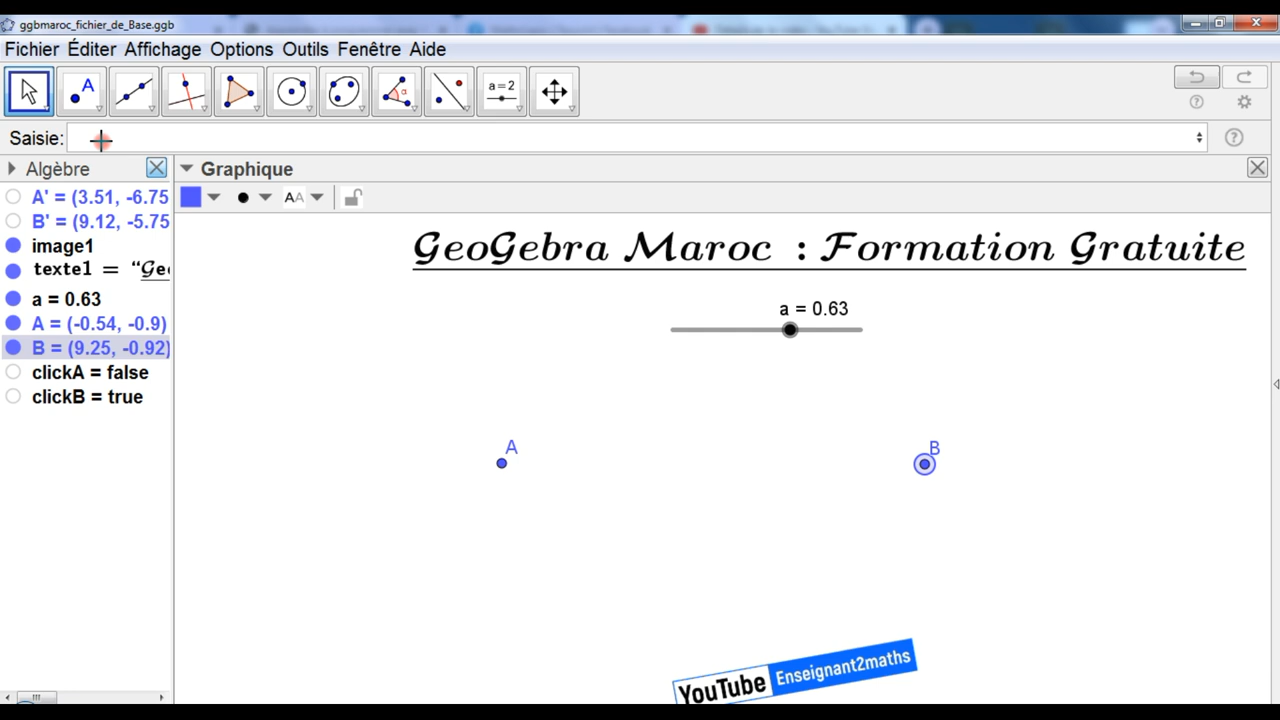 ggbmaroc_fichier_de_Base.ggb
Fichier Éditer Affichage Options Outils Fenêtre Aide
A
α
a=2
Saisie:
Algèbre
Graphique
AA
A' = (3.51, -6.75
B' = (9.12, -5.75
image1
texte1 = “Geo
a = 0.63
A = (-0.54, -0.9)
B = (9.25, -0.92)
clickA = false
clickB = true
GeoGebra Maroc : Formation Gratuite
a = 0.63
A
B
YouTube Enseignant2maths